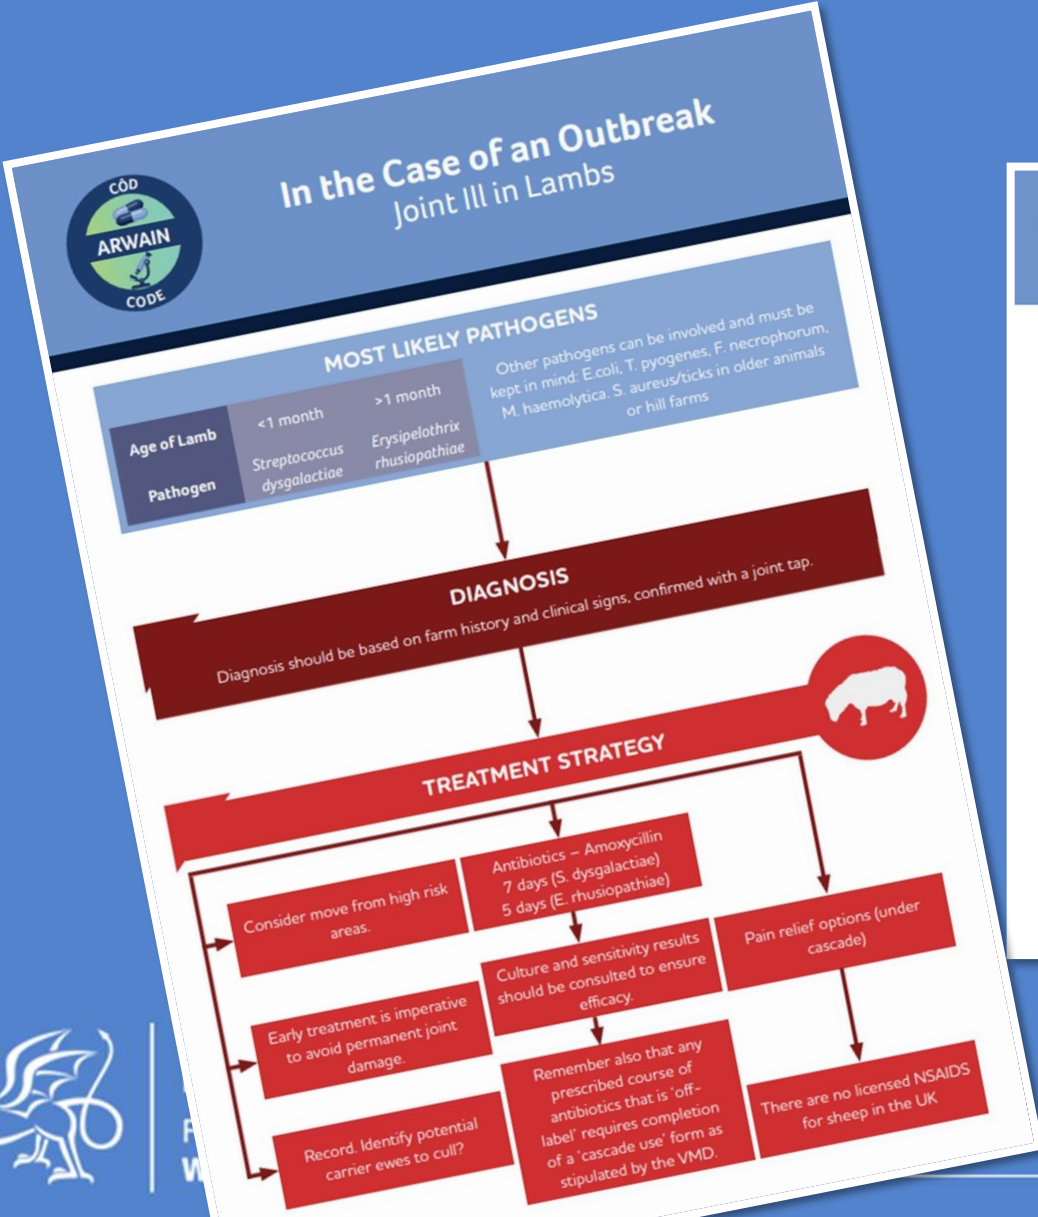 CÔD
ARWAIN
CODE
In the Case of an Outbreak
Joint Ill in Lambs
MOST LIKELY PATHOGENS
Age of Lamb
<1 month
>1 month
Pathogen
Streptococcus
dysgalactiae
Erysipelothrix
rhusiopathiae
Other pathogens can be involved and must be
kept in mind: E.coli, T. pyogenes, F. necrophorum,
M. haemolytica. S. aureus/ticks in older animals
or hill farms
DIAGNOSIS
Diagnosis should be based on farm history and clinical signs, confirmed with a joint tap.
TREATMENT STRATEGY
Consider move from high risk
areas.
Early treatment is imperative
to avoid permanent joint
damage.
Record. Identify potential
carrier ewes to cull?
Antibiotics – Amoxycillin
7 days (S. dysgalactiae)
5 days (E. rhusiopathiae)
Culture and sensitivity results
should be consulted to ensure
efficacy.
Remember also that any
prescribed course of
antibiotics that is 'off-
label' requires completion
of a 'cascade use' form as
stipulated by the VMD.
Pain relief options (under
cascade)
There are no licensed NSAIDS
for sheep in the UK